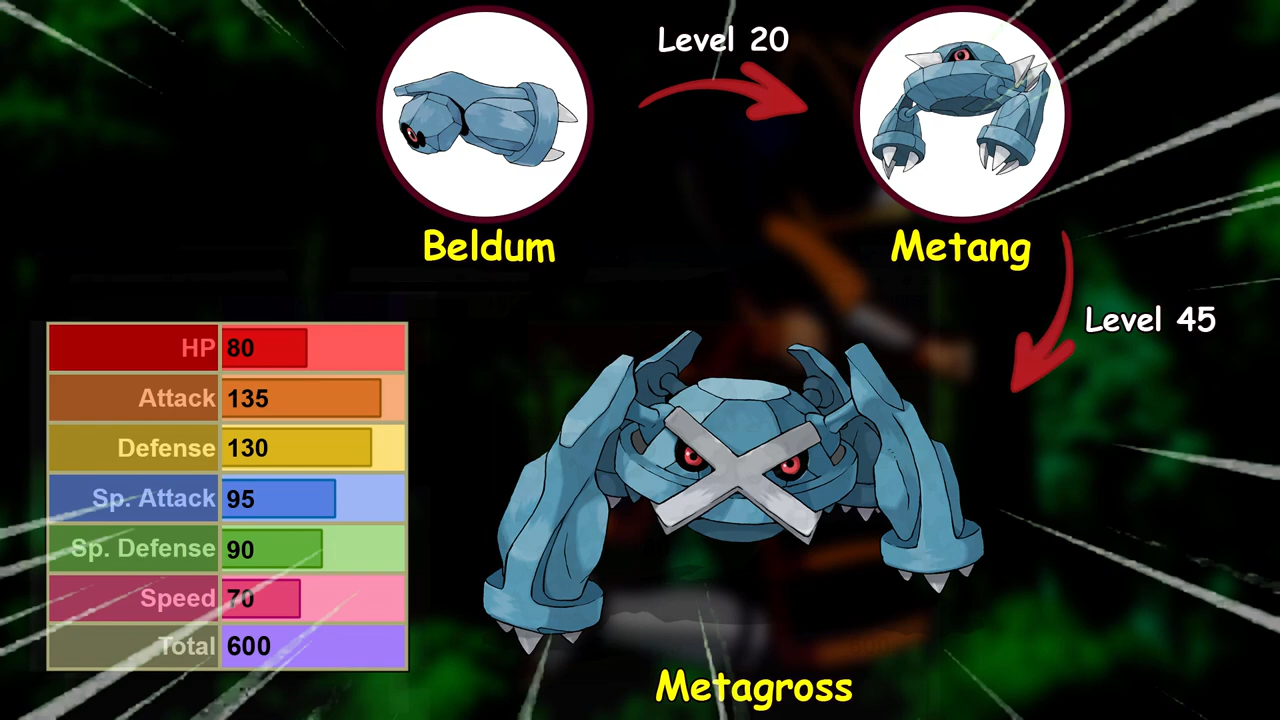 Level 20
Beldum
Metang
Level 45
HP 80
Attack 135
Defense 130
Sp. Attack 95
Sp. Defense 90
Speed 70
Total 600
Metagross